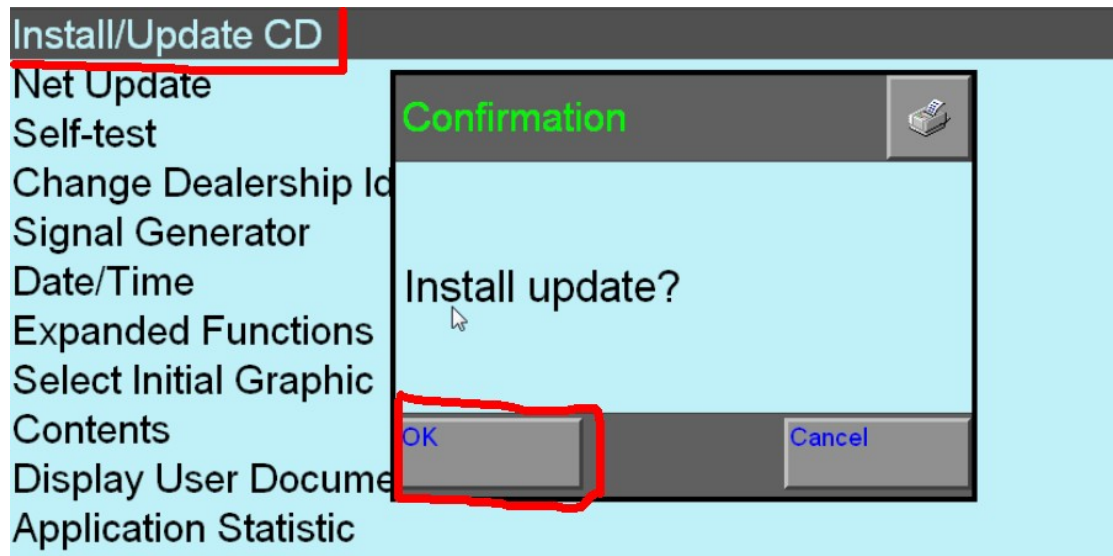 Install/Update CD
Net Update
Self-test
Change Dealership Id
Signal Generator
Date/Time
Expanded Functions
Select Initial Graphic
Contents
Display User Docume
Application Statistic
Confirmation
Install update?
OK
Cancel